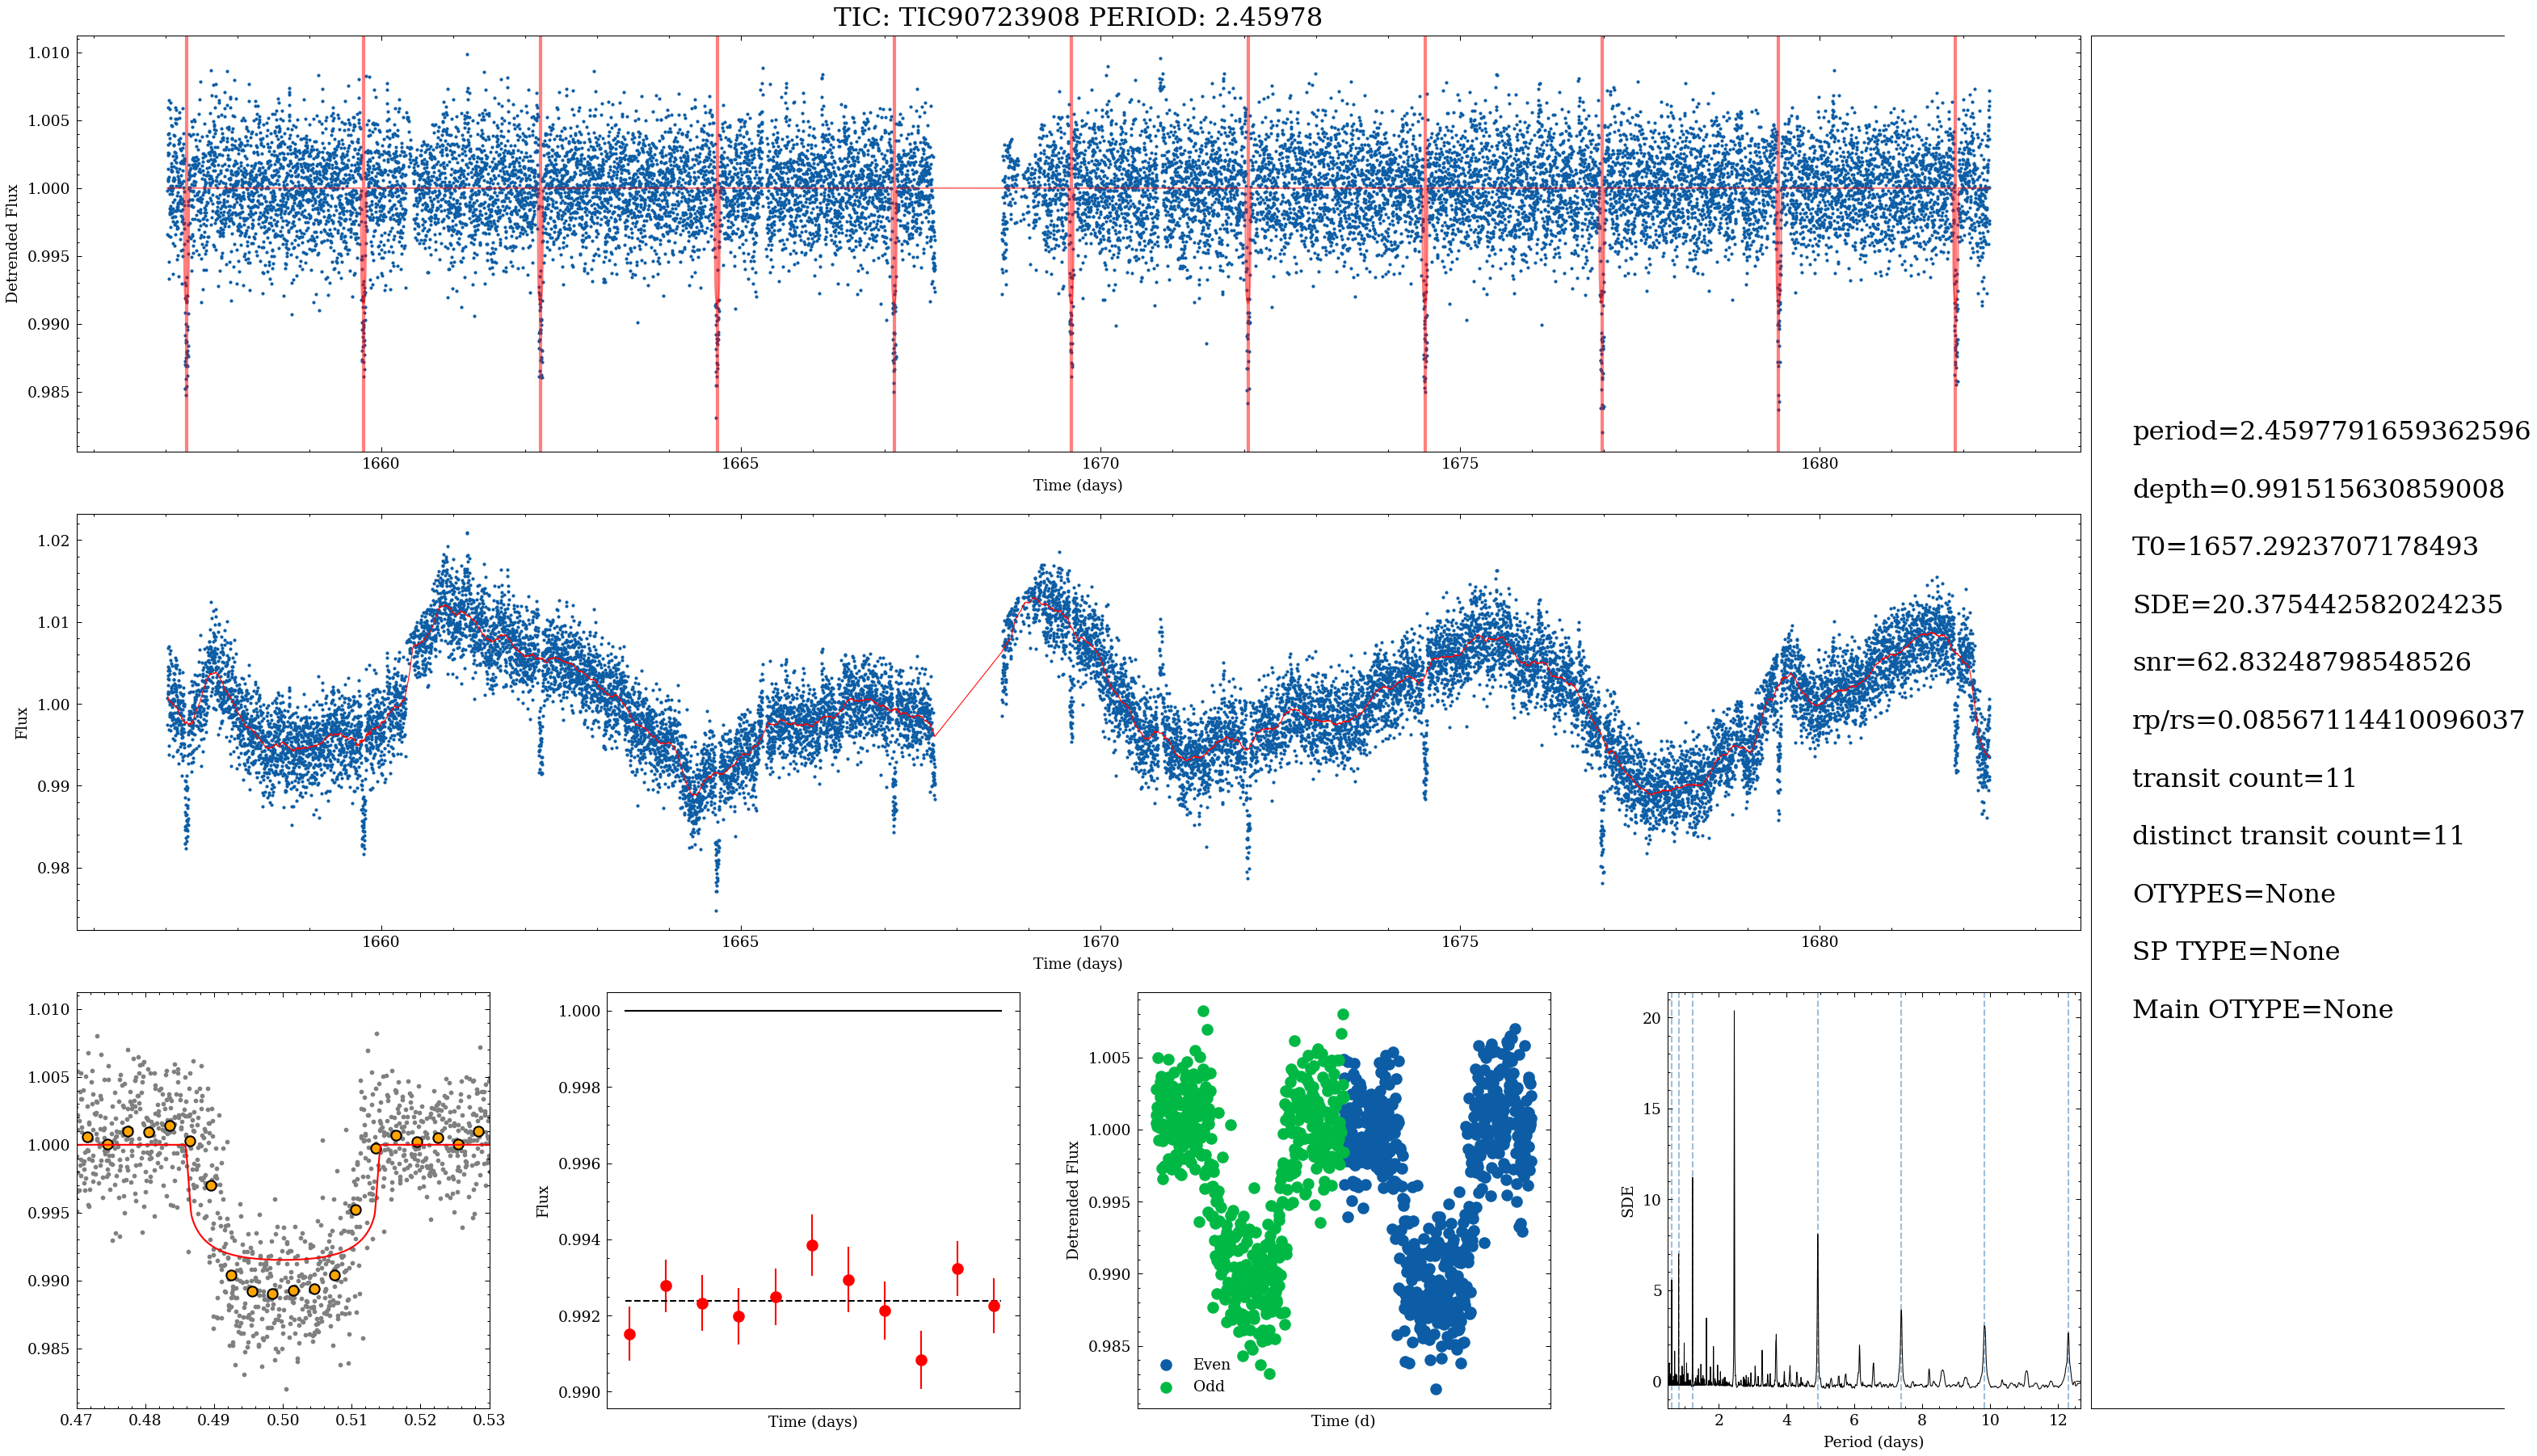 TIC: TIC90723908 PERIOD: 2.45978
1.010
1.005
1.000
0.995
0.990
0.985
Detrended Flux
1660
1665
1670
1675
1680
Time (days)
1.02
1.01
1.00
0.99
0.98
Flux
1660
1665
1670
1675
1680
Time (days)
period=2.4597791659362596
depth=0.991515630859008
T0=1657.2923707178493
SDE=20.375442582024235
snr=62.83248798548526
rp/rs=0.08567114410096037
transit count=11
distinct transit count=11
OTYPES=None
SP TYPE=None
Main OTYPE=None
1.010
1.005
1.000
0.995
0.990
0.985
0.47
0.48
0.49
0.50
0.51
0.52
0.53
1.000
0.998
0.996
0.994
0.992
0.990
Flux
Time (days)
1.005
1.000
0.995
0.990
0.985
Detrended Flux
Even
Odd
Time (d)
20
15
10
5
0
SDE
2
4
6
8
10
12
Period (days)